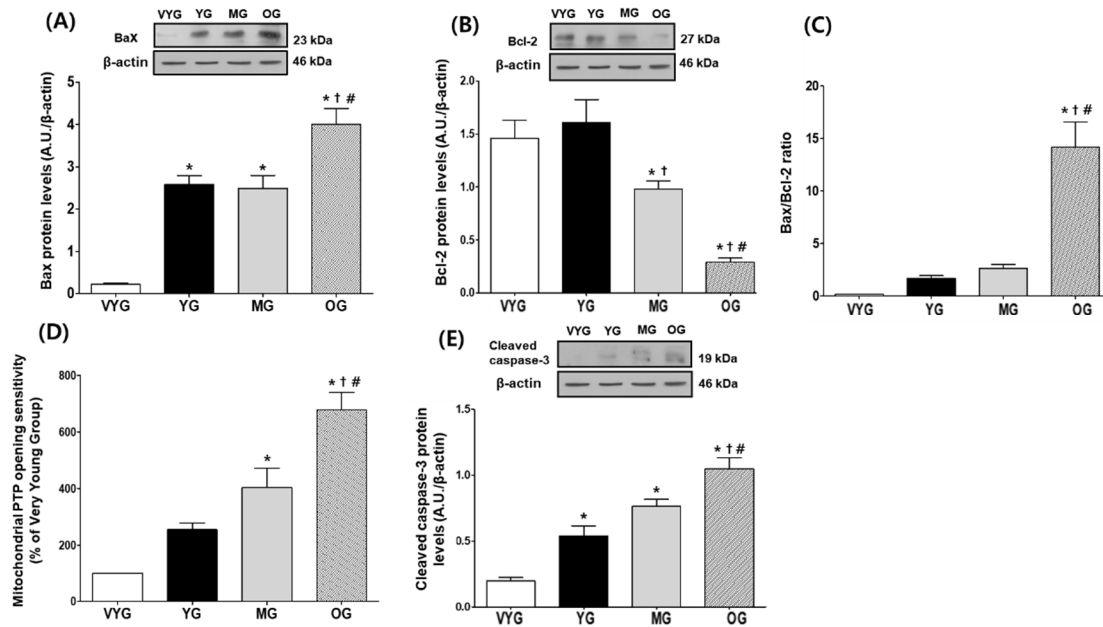 (A)
VYG YG MG OG
BaX
23 kDa
β-actin
46 kDa
Bax protein levels (A.U./β-actin)
5
4
3
2
1
0
*
*
* † #
VYG YG MG OG
(B)
VYG YG MG OG
Bcl-2
27 kDa
β-actin
46 kDa
Bcl-2 protein levels (A.U./β-actin)
2.0
1.5
1.0
0.5
0.0
* †
* † #
VYG YG MG OG
(C)
Bax/Bcl-2 ratio
20
15
10
5
0
* † #
VYG YG MG OG
(D)
Mitochondrial PTP opening sensitivity
(% of Very Young Group)
800
600
400
200
0
*
* † #
VYG YG MG OG
(E)
VYG YG MG OG
Cleaved
caspase-3
19 kDa
β-actin
46 kDa
Cleaved caspase-3 protein
levels (A.U./β-actin)
1.5
1.0
0.5
0.0
*
*
* † #
VYG YG MG OG